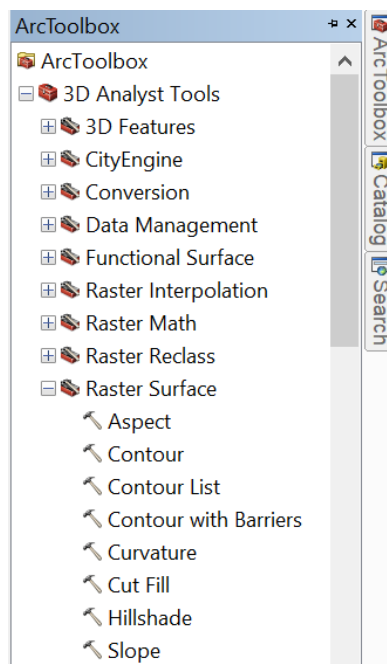 ArcToolbox
ArcToolbox
3D Analyst Tools
3D Features
CityEngine
Conversion
Data Management
Functional Surface
Raster Interpolation
Raster Math
Raster Reclass
Raster Surface
Aspect
Contour
Contour List
Contour with Barriers
Curvature
Cut Fill
Hillshade
Slope
ArcToolbox
Catalog
Search